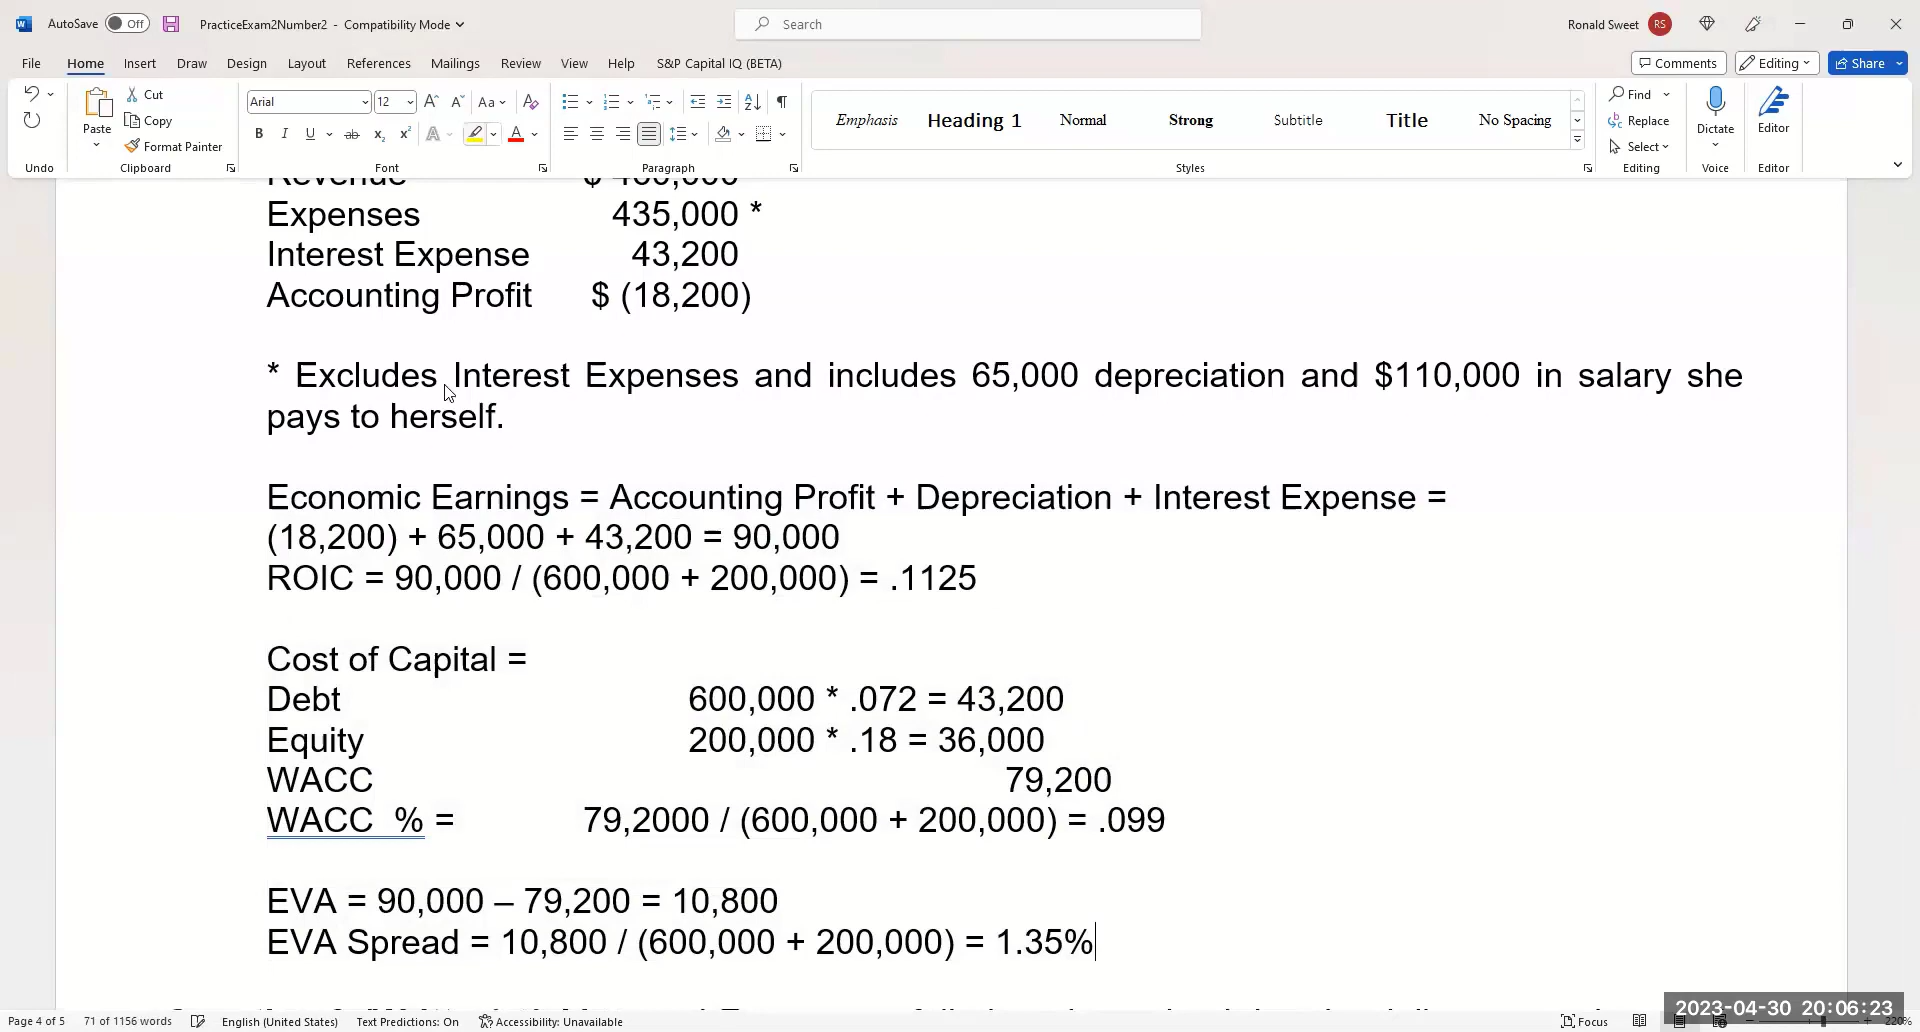 AutoSave Off PracticeExam2Number2 - Compatibility Mode Search Ronald Sweet RS
File Home Insert Draw Design Layout References Mailings Review View Help S&P Capital IQ (BETA) Comments Editing Share
Paste Cut Copy Format Painter
Arial 12 Aa
B I U ab x₂ x² A A
Emphasis Heading 1 Normal Strong Subtitle Title No Spacing
Find Replace Select Dictate Editor
Undo Clipboard Font Paragraph Styles Editing Voice Editor
Revenue
Expenses 435,000 *
Interest Expense 43,200
Accounting Profit $ (18,200)
* Excludes Interest Expenses and includes 65,000 depreciation and $110,000 in salary she
pays to herself.
Economic Earnings = Accounting Profit + Depreciation + Interest Expense =
(18,200) + 65,000 + 43,200 = 90,000
ROIC = 90,000 / (600,000 + 200,000) = .1125
Cost of Capital =
Debt 600,000 * .072 = 43,200
Equity 200,000 * .18 = 36,000
WACC 79,200
WACC % = 79,2000 / (600,000 + 200,000) = .099
EVA = 90,000 – 79,200 = 10,800
EVA Spread = 10,800 / (600,000 + 200,000) = 1.35%
2023-04-30 20:06:23
Page 4 of 5 71 of 1156 words English (United States) Text Predictions: On Accessibility: Unavailable Focus 220%